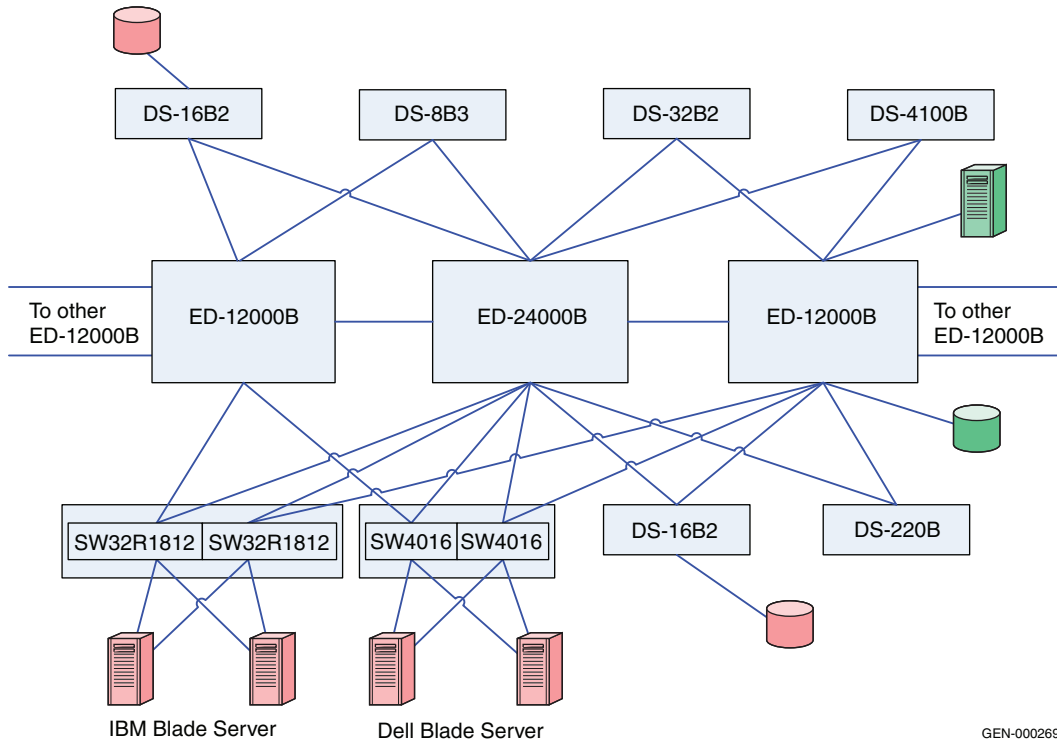 DS-16B2
DS-8B3
DS-32B2
DS-4100B
To other
ED-12000B
ED-12000B
ED-24000B
ED-12000B
To other
ED-12000B
SW32R1812
SW32R1812
SW4016
SW4016
DS-16B2
DS-220B
IBM Blade Server
Dell Blade Server
GEN-000269